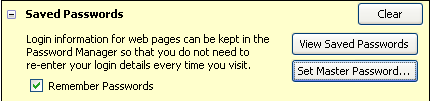 Saved Passwords
Clear
Login information for web pages can be kept in the
Password Manager so that you do not need to
re-enter your login details every time you visit.
View Saved Passwords
Set Master Password...
Remember Passwords